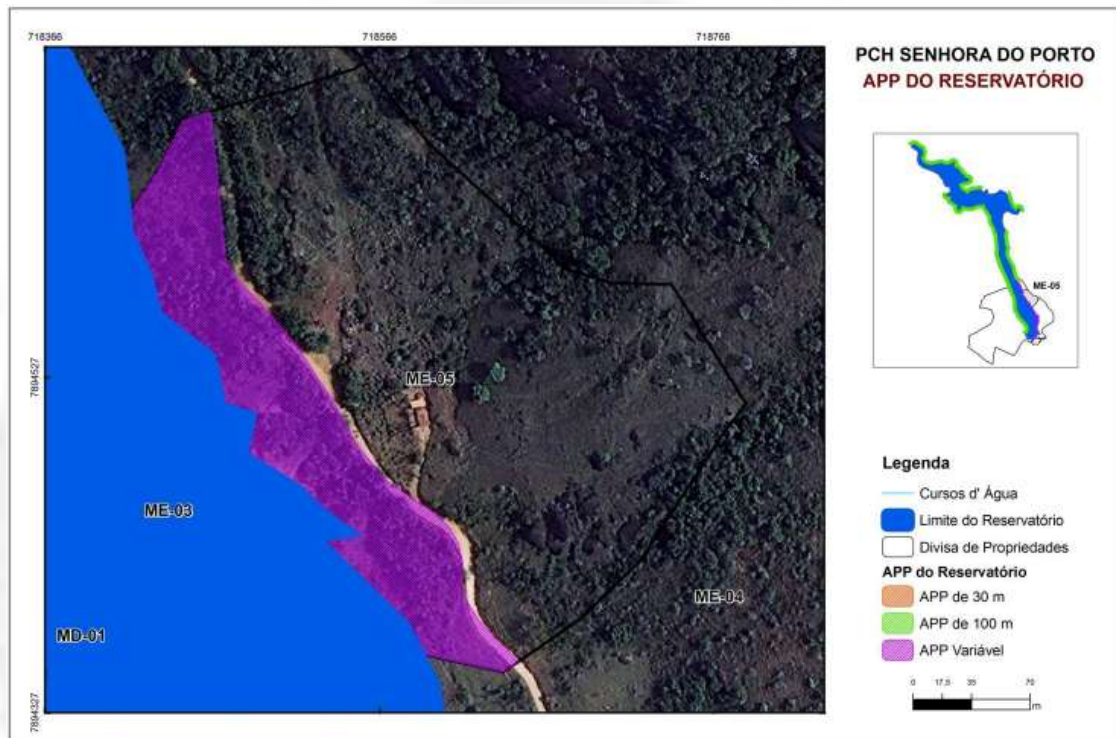 718366
718566
718766
7894527
7894327
ME-05
ME-03
ME-04
MD-01
PCH SENHORA DO PORTO
APP DO RESERVATÓRIO
ME-05
Legenda
Cursos d' Água
Limite do Reservatório
Divisa de Propriedades
APP do Reservatório
APP de 30 m
APP de 100 m
APP Variável
0 17,5 35 70
m